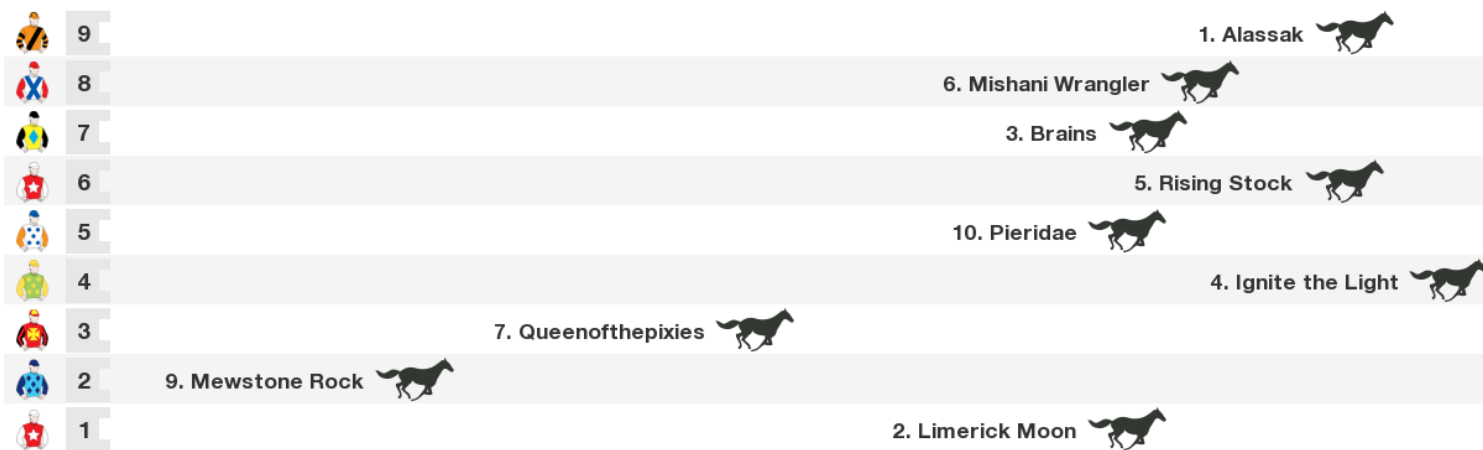 9 1. Alassak
8 6. Mishani Wrangler
7 3. Brains
6 5. Rising Stock
5 10. Pieridae
4 4. Ignite the Light
3 7. Queenofthepixies
2 9. Mewstone Rock
1 2. Limerick Moon